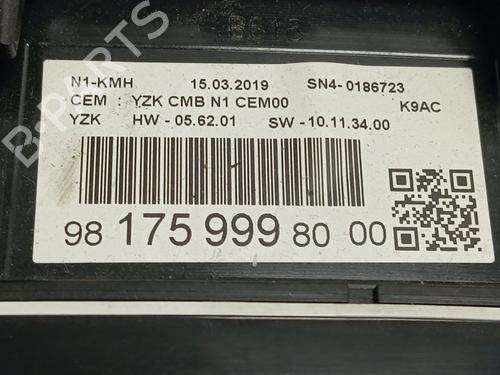 B618
N1-KMH 15.03.2019 SN4-0186723
CEM : YZK CMB N1 CEM00 K9AC
YZK HW - 05.62.01 SW - 10.11.34.00
98 175 999 80 00
B-PARTS